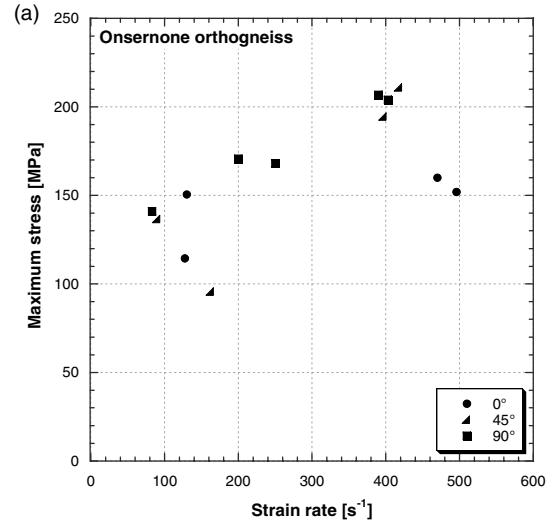 (a)
Onsernone orthogneiss
Maximum stress [MPa]
250
200
150
100
50
0
0 100 200 300 400 500 600
Strain rate [s⁻¹]
0°
45°
90°